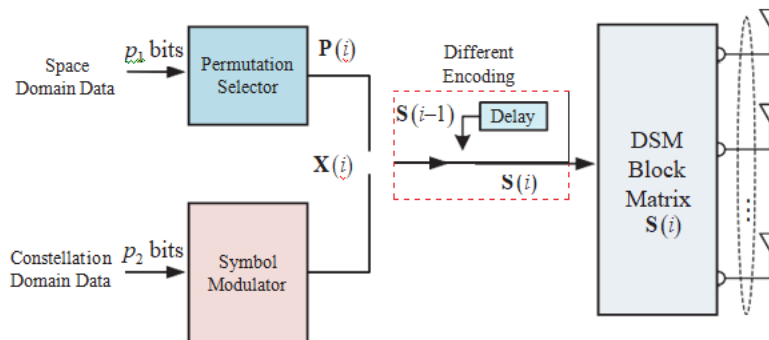 Space
Domain Data
p₁ bits
Permutation
Selector
P(i)
X(i)
Constellation
Domain Data
p₂ bits
Symbol
Modulator
Different
Encoding
S(i–1)
Delay
S(i)
DSM
Block
Matrix
S(i)